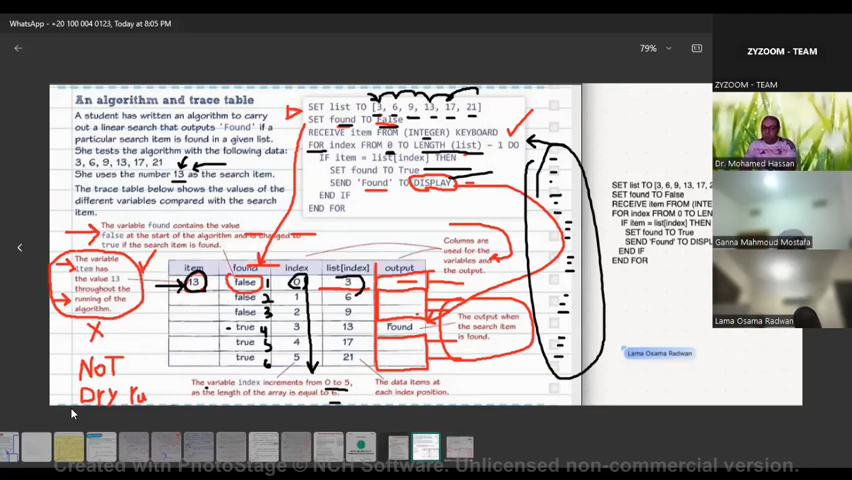 WhatsApp - +20 100 004 0123, Today at 8:05 PM
79%
ZYZOOM - TEAM
ZYZOOM - TEAM
Dr. Mohamed Hassan
Ganna Mahmoud Mostafa
Lama Osama Radwan
An algorithm and trace table
A student has written an algorithm to
carry out a linear search that outputs 'Found' if a
particular search item is found in a given list.
She tests the algorithm with the following data:
3, 6, 9, 13, 17, 21
She uses the number 13 as the search item.
The trace table below shows the values of the
different variables compared with the search
item.
SET list TO [3, 6, 9, 13, 17, 21]
SET found TO False
RECEIVE item FROM (INTEGER) KEYBOARD
FOR index FROM 0 TO LENGTH (list) - 1 DO
IF item = list[index] THEN
SET found TO True
SEND 'Found' TO DISPLAY
END IF
END FOR
The variable found contains the value
false at the start of the algorithm and is changed to
true if the search item is found.
The variable
item has
the value 13
throughout the
running of the
algorithm.
Columns are
used for the
variables and
the output.
item found index list[index] output
13 false 1 0 3
false 2 1 6
false 3 2 9
true 4 3 13 Found
true 5 4 17
true 6 5 21
The output when
the search item
is found.
The variable index increments from 0 to 5,
as the length of the array is equal to 6.
The data items at
each index position.
X
NOT
Dry ru
SET list TO [3, 6, 9, 13, 17, 2
SET found TO False
RECEIVE item FROM (INTE
FOR index FROM 0 TO LENG
IF item = list[index] THEN
SET found TO True
SEND 'Found' TO DISPL
END IF
END FOR
Lama Osama Radwan
Created with PhotoStage © NCH Software. Unlicensed non-commercial version.